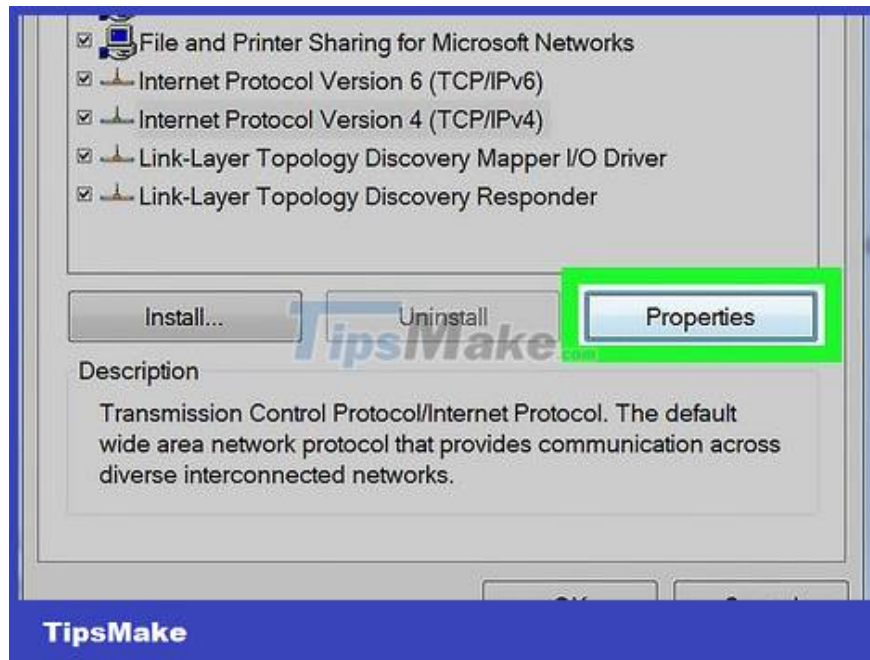 File and Printer Sharing for Microsoft Networks
Internet Protocol Version 6 (TCP/IPv6)
Internet Protocol Version 4 (TCP/IPv4)
Link-Layer Topology Discovery Mapper I/O Driver
Link-Layer Topology Discovery Responder
Install...
Uninstall
Properties
TipsMake.com
Description
Transmission Control Protocol/Internet Protocol. The default
wide area network protocol that provides communication across
diverse interconnected networks.
TipsMake